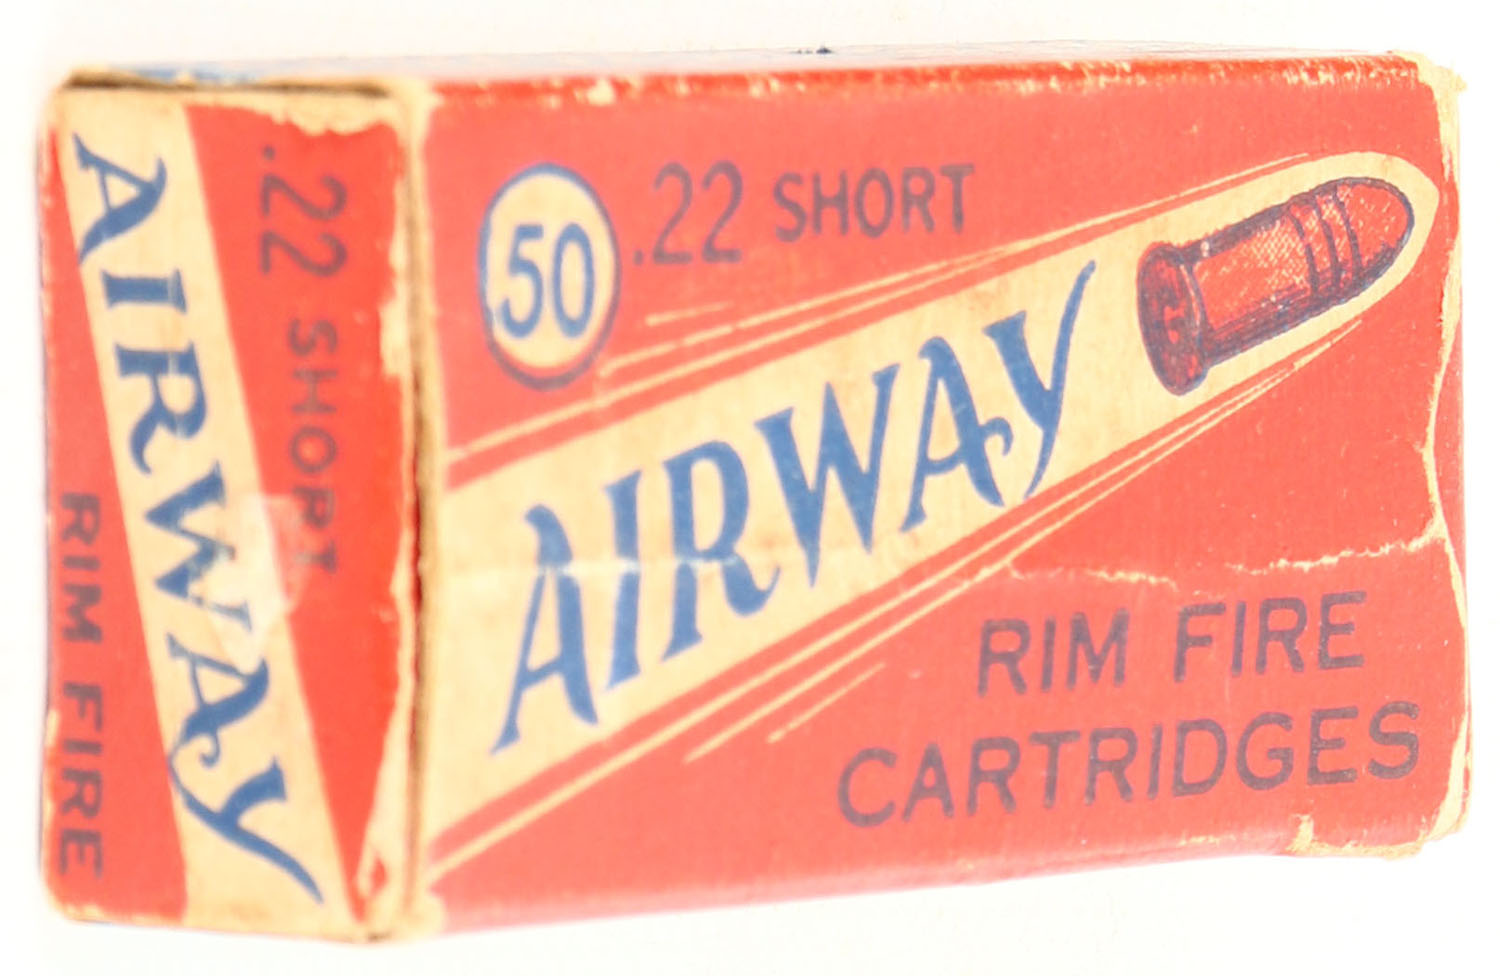 AIRWAY
.22 SHORT
RIM FIRE
50
.22 SHORT
AIRWAY
G
RIM FIRE
CARTRIDGES